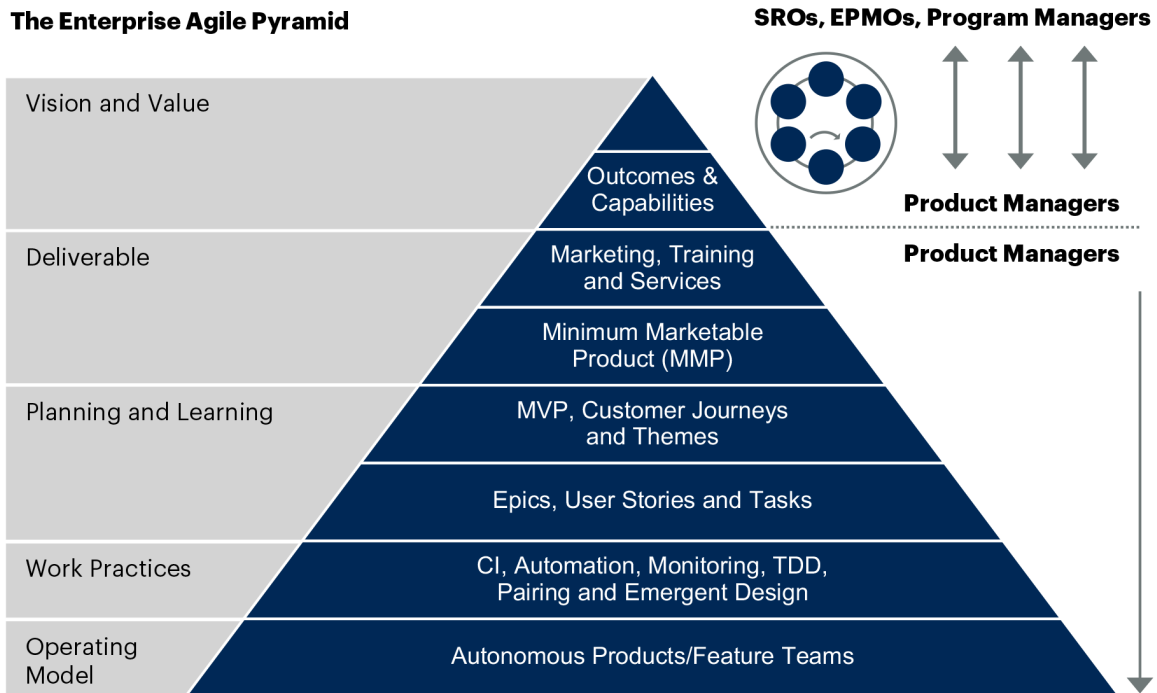 The Enterprise Agile Pyramid
SROs, EPMOs, Program Managers
Vision and Value
Outcomes &
Capabilities
Product Managers
Deliverable
Marketing, Training
and Services
Product Managers
Minimum Marketable
Product (MMP)
Planning and Learning
MVP, Customer Journeys
and Themes
Epics, User Stories and Tasks
Work Practices
CI, Automation, Monitoring, TDD,
Pairing and Emergent Design
Operating
Model
Autonomous Products/Feature Teams